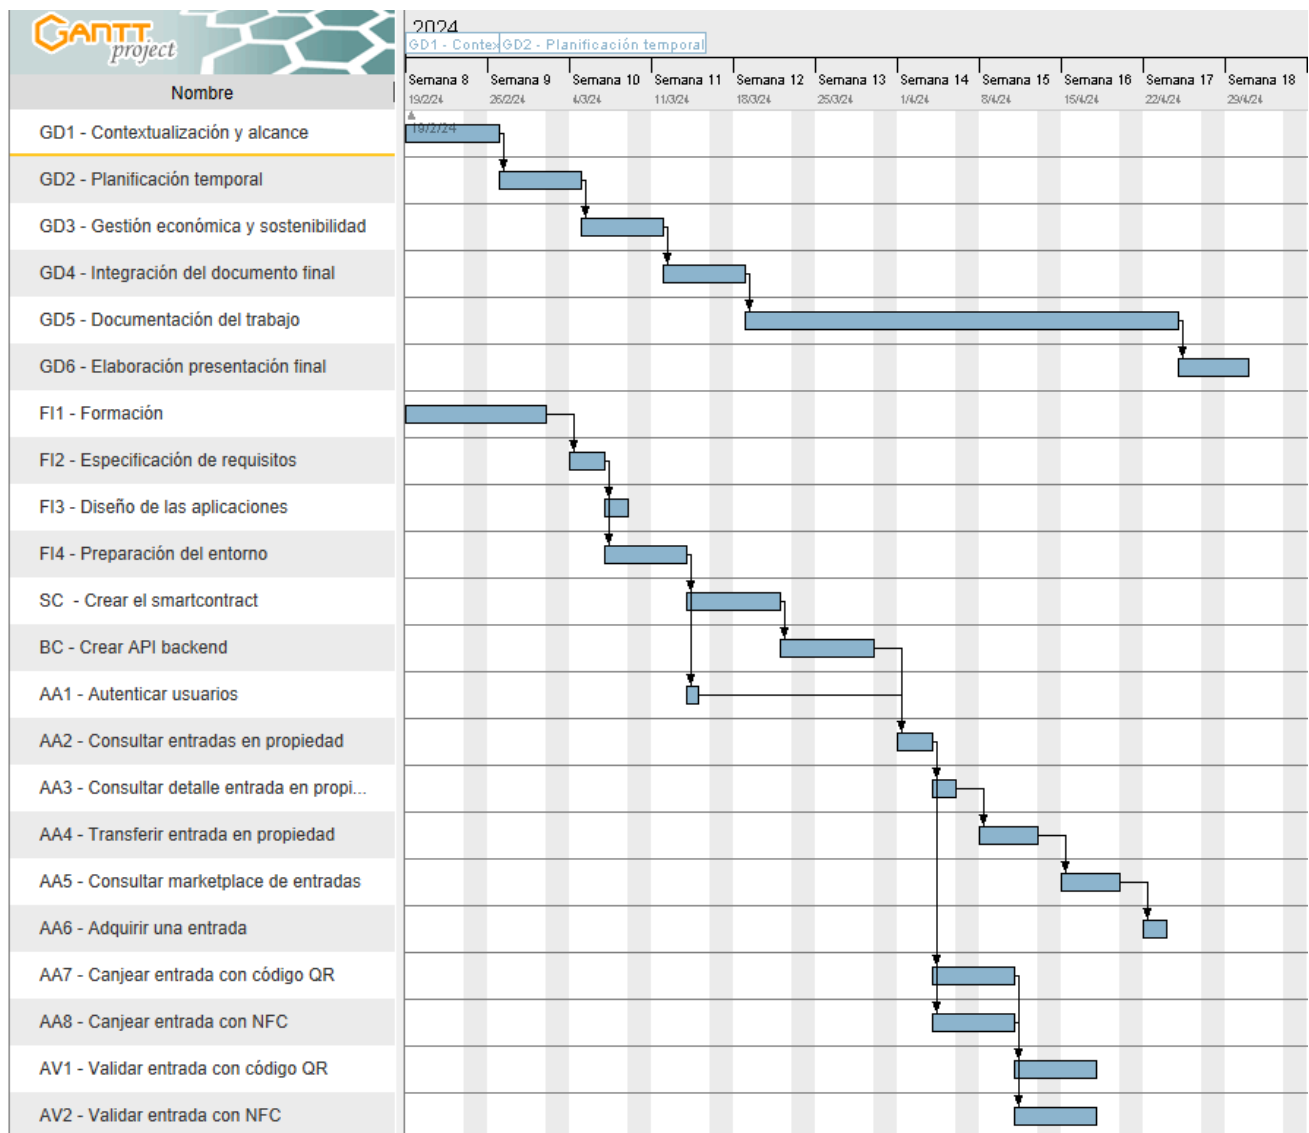 GANTT
project
2024
GD1 - Contex
GD2 - Planificación temporal
Nombre
Semana 8 Semana 9 Semana 10 Semana 11 Semana 12 Semana 13 Semana 14 Semana 15 Semana 16 Semana 17 Semana 18
19/2/24 26/2/24 4/3/24 11/3/24 18/3/24 25/3/24 1/4/24 8/4/24 15/4/24 22/4/24 29/4/24
19/2/24
GD1 - Contextualización y alcance
GD2 - Planificación temporal
GD3 - Gestión económica y sostenibilidad
GD4 - Integración del documento final
GD5 - Documentación del trabajo
GD6 - Elaboración presentación final
FI1 - Formación
FI2 - Especificación de requisitos
FI3 - Diseño de las aplicaciones
FI4 - Preparación del entorno
SC - Crear el smartcontract
BC - Crear API backend
AA1 - Autenticar usuarios
AA2 - Consultar entradas en propiedad
AA3 - Consultar detalle entrada en propi...
AA4 - Transferir entrada en propiedad
AA5 - Consultar marketplace de entradas
AA6 - Adquirir una entrada
AA7 - Canjear entrada con código QR
AA8 - Canjear entrada con NFC
AV1 - Validar entrada con código QR
AV2 - Validar entrada con NFC